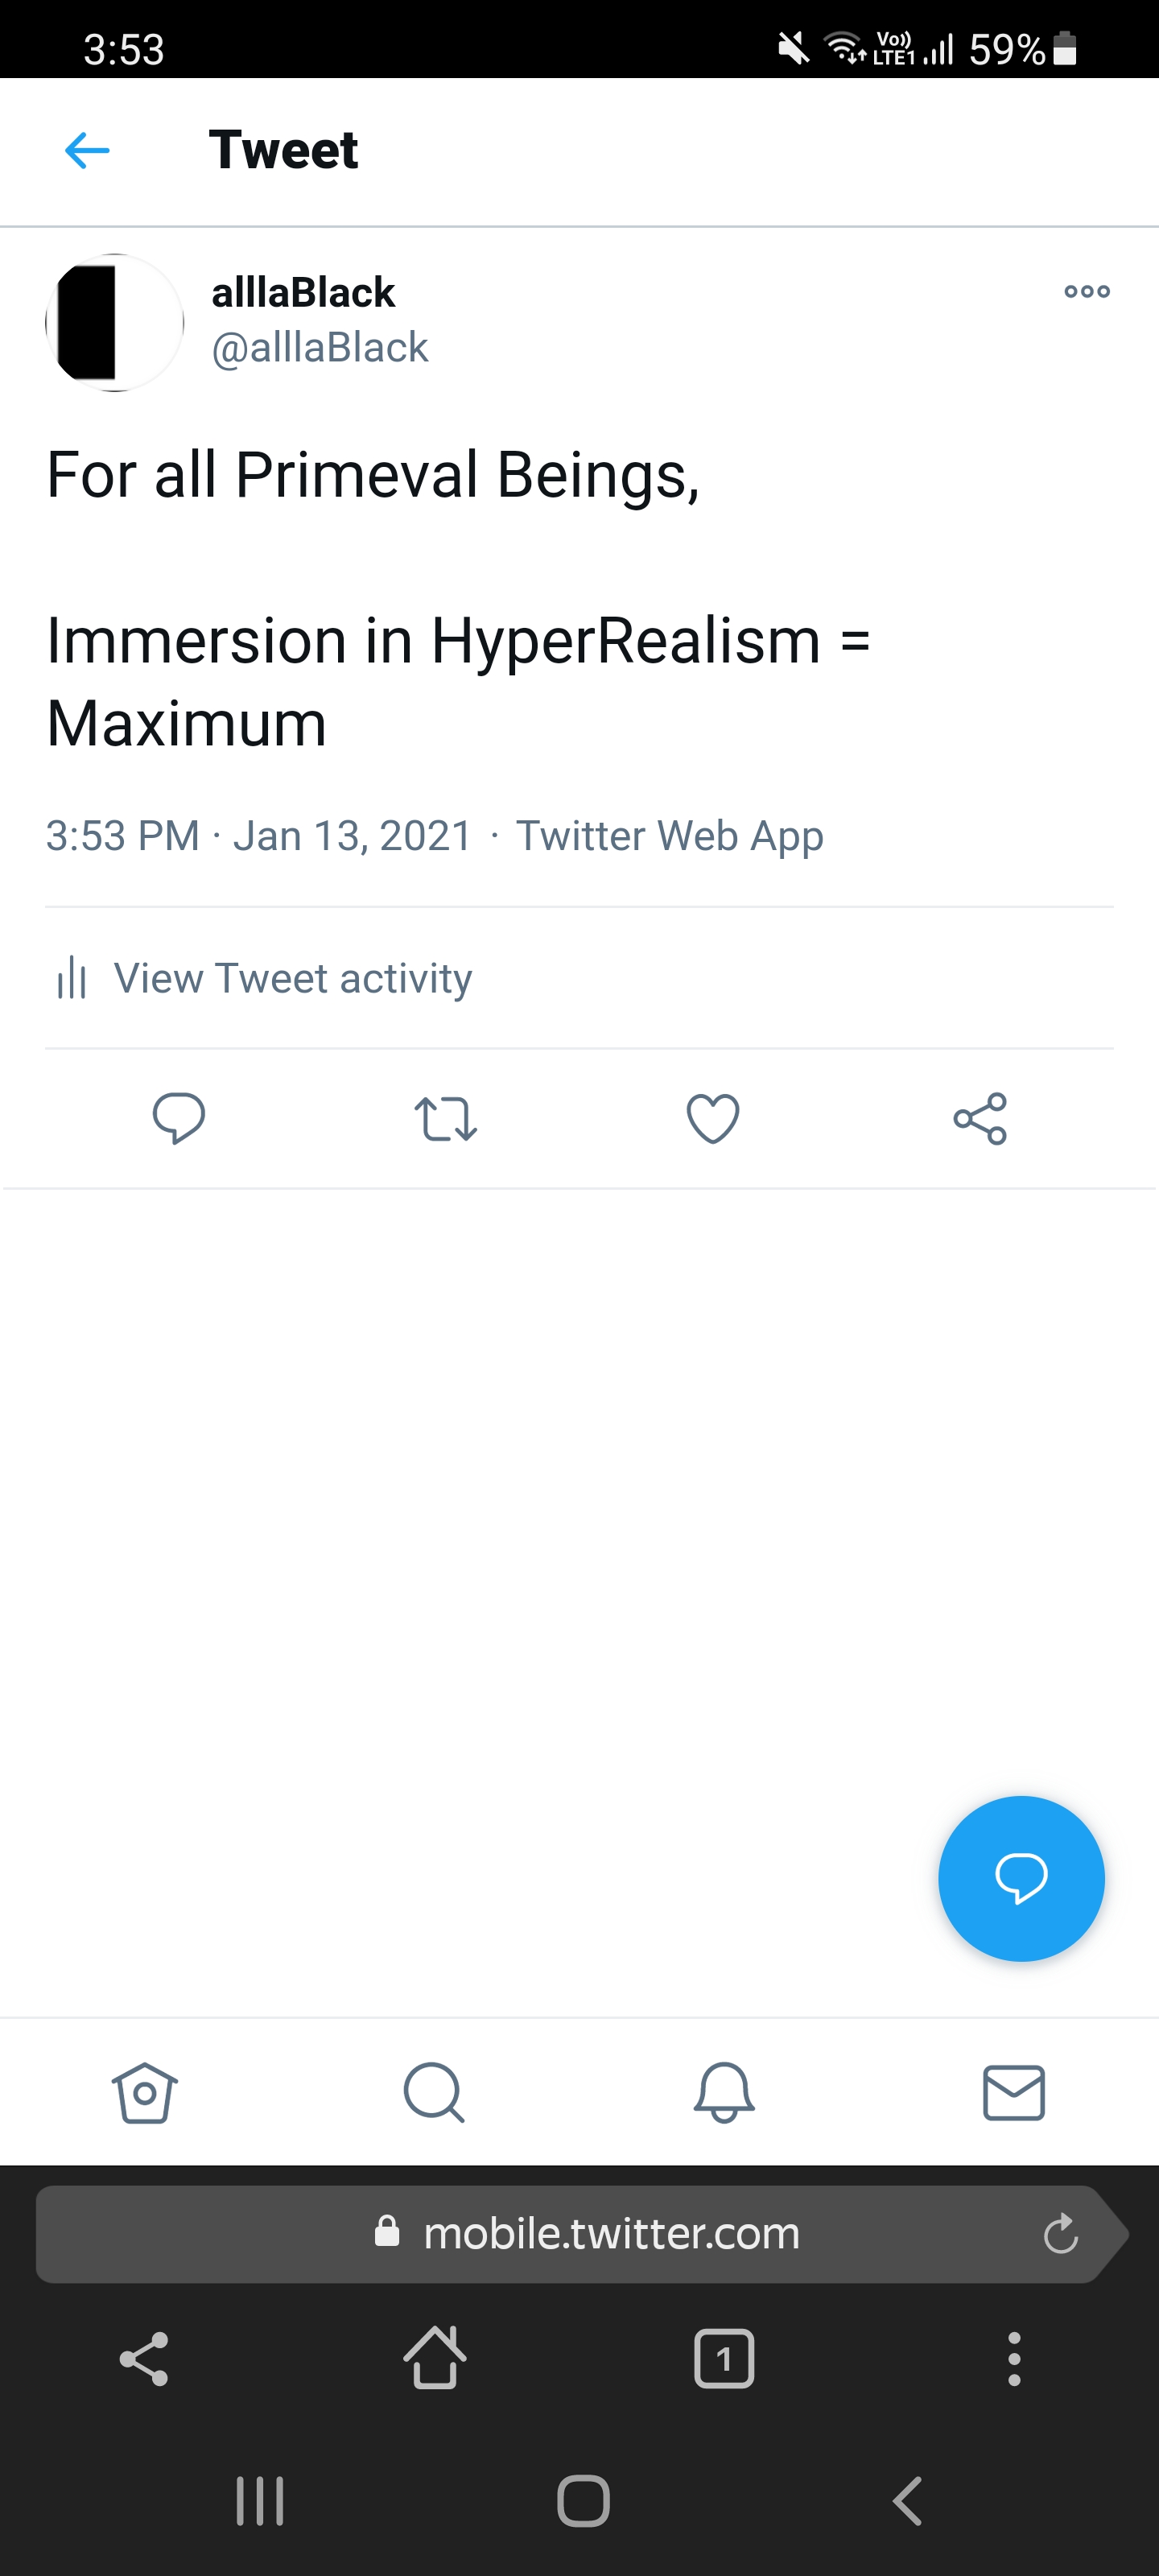 3:53 Vo)) LTE1 59%
Tweet
alllaBlack
@alllaBlack
For all Primeval Beings,
Immersion in HyperRealism =
Maximum
3:53 PM · Jan 13, 2021 · Twitter Web App
View Tweet activity
mobile.twitter.com
1